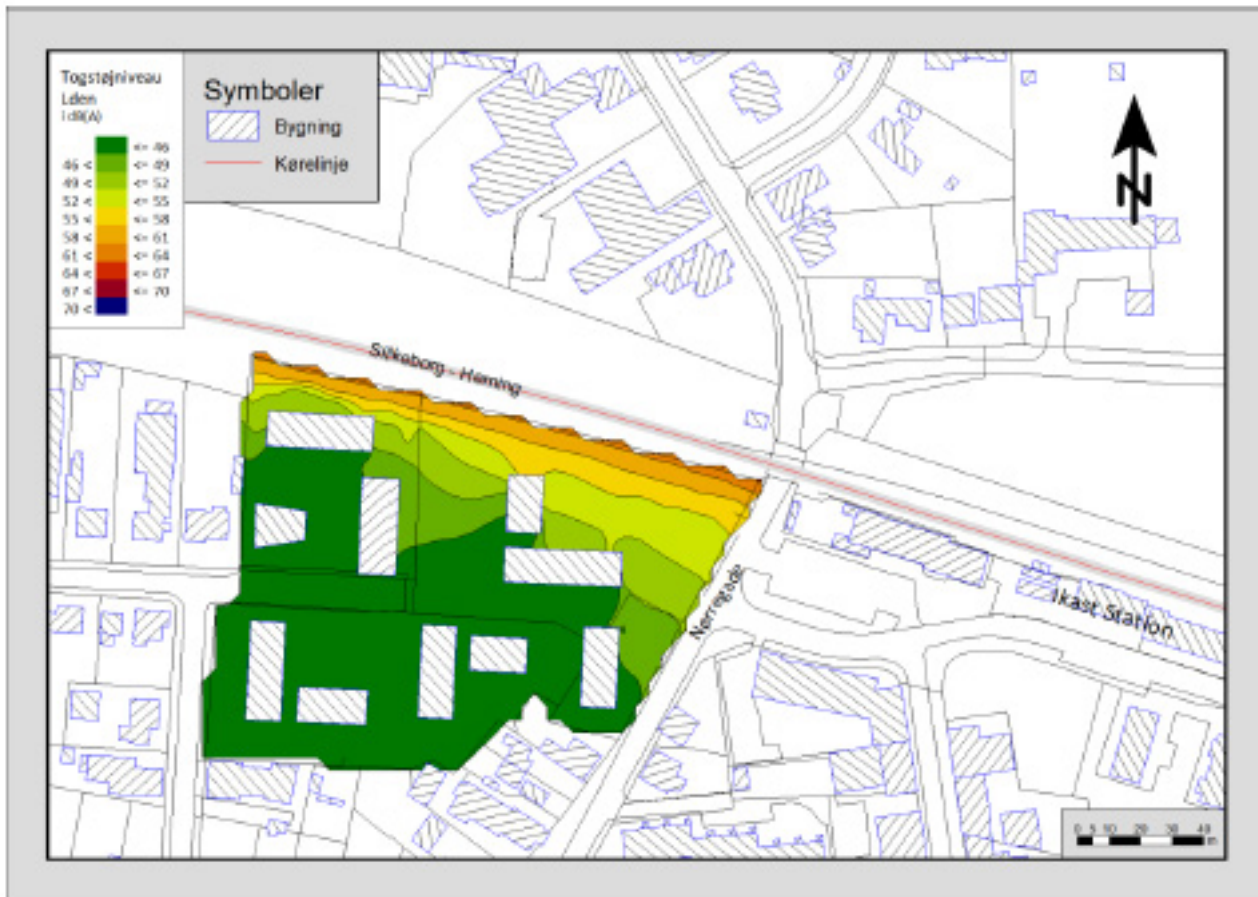 Togstøjniveau
Lden
i dB(A)
<= 46
46 < <= 49
49 < <= 52
52 < <= 55
55 < <= 58
58 < <= 61
61 < <= 64
64 < <= 67
67 < <= 70
70 <
Symboler
Bygning
Kørelinje
N
Silkeborg - Herning
Nørregade
Ikast Station
0 5 10 20 30 40
m